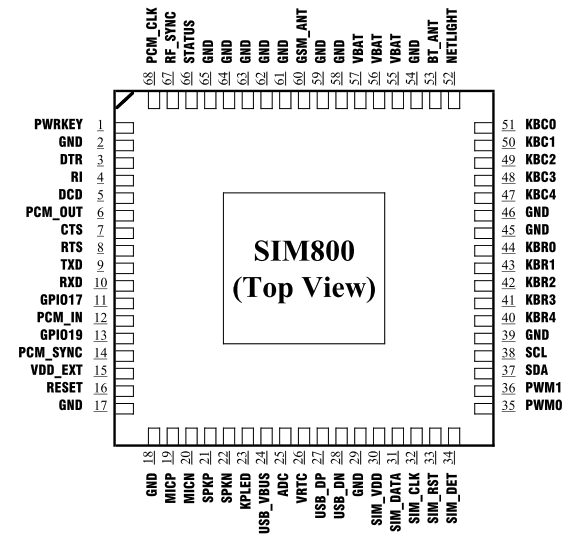 PCM_CLK
RF_SYNC
STATUS
GND
GND
GND
GND
GND
GSM_ANT
GND
GND
VBAT
VBAT
VBAT
GND
BT_ANT
NETLIGHT
68 67 66 65 64 63 62 61 60 59 58 57 56 55 54 53 52
PWRKEY 1
GND 2
DTR 3
RI 4
DCD 5
PCM_OUT 6
CTS 7
RTS 8
TXD 9
RXD 10
GPIO17 11
PCM_IN 12
GPIO19 13
PCM_SYNC 14
VDD_EXT 15
RESET 16
GND 17
SIM800
(Top View)
51 KBC0
50 KBC1
49 KBC2
48 KBC3
47 KBC4
46 GND
45 GND
44 KBR0
43 KBR1
42 KBR2
41 KBR3
40 KBR4
39 GND
38 SCL
37 SDA
36 PWM1
35 PWM0
18 19 20 21 22 23 24 25 26 27 28 29 30 31 32 33 34
GND
MICP
MICN
SPKP
SPKN
KPLED
USB_VBUS
ADC
VRTC
USB_DP
USB_DN
GND
SIM_VDD
SIM_DATA
SIM_CLK
SIM_RST
SIM_DET